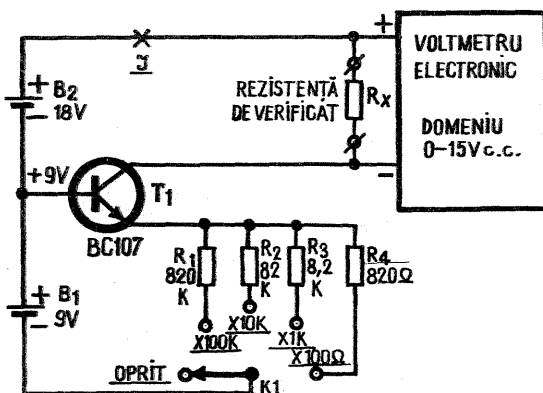 +
VOLTMETRU
ELECTRONIC
DOMENIU
0-15V c.c.
-
J
REZISTENȚĂ
DE VERIFICAT
RX
+ B2
- 18V
+9V
T1
BC107
+ B1
- 9V
R1
820
K
R2
82
K
R3
8,2
K
R4
820Ω
X100K
X10K
X1K
X100Ω
OPRIT
K1